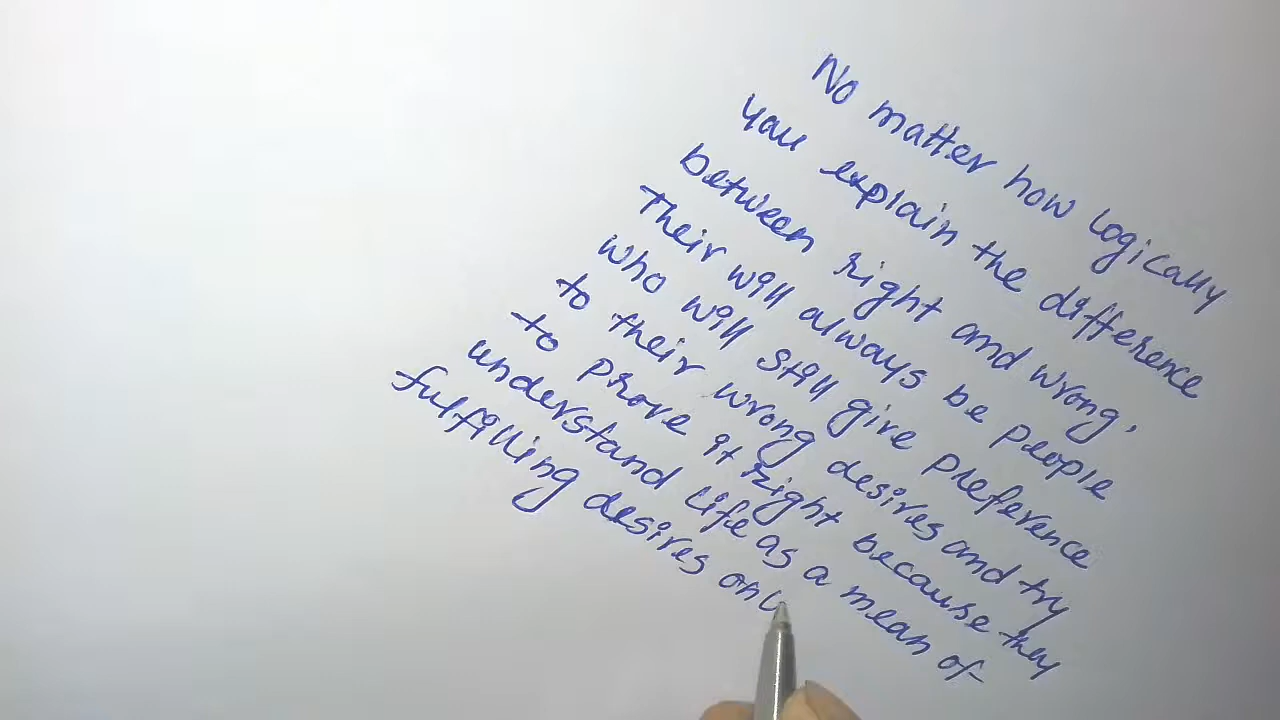 No matter how logically
you explain the difference
between right and wrong,
Their will always be people
who will still give preference
to their wrong desires and try
to prove it right because they
understand life as a mean of
fulfilling desires onl